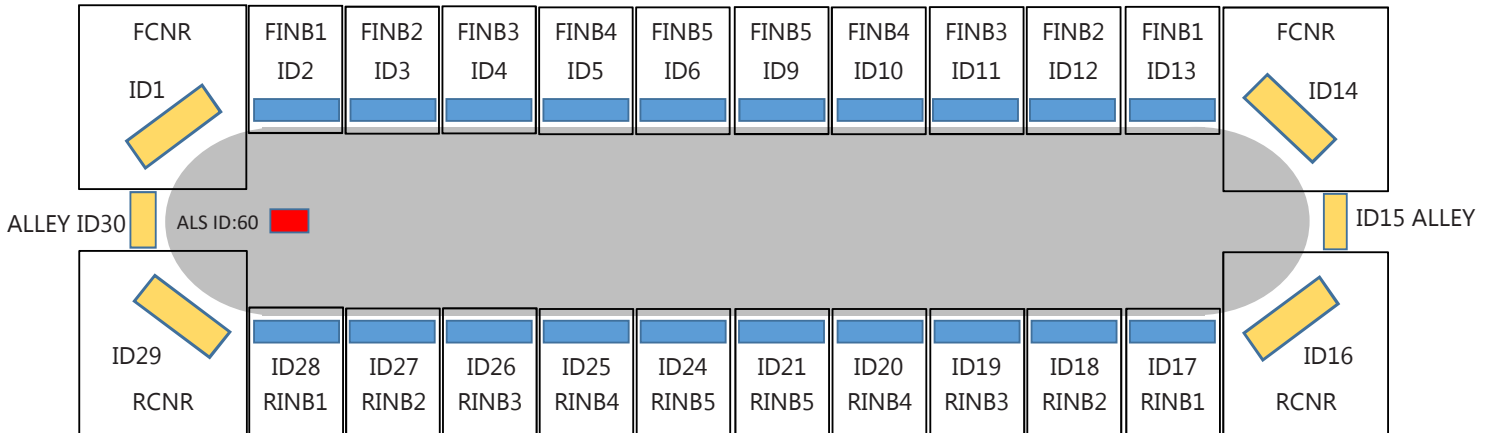 FCNR FINB1 FINB2 FINB3 FINB4 FINB5 FINB5 FINB4 FINB3 FINB2 FINB1 FCNR
ID2 ID3 ID4 ID5 ID6 ID9 ID10 ID11 ID12 ID13
ID1 ID14
ALLEY ID30 ALS ID:60 ID15 ALLEY
ID29 ID16
ID28 ID27 ID26 ID25 ID24 ID21 ID20 ID19 ID18 ID17
RCNR RINB1 RINB2 RINB3 RINB4 RINB5 RINB5 RINB4 RINB3 RINB2 RINB1 RCNR